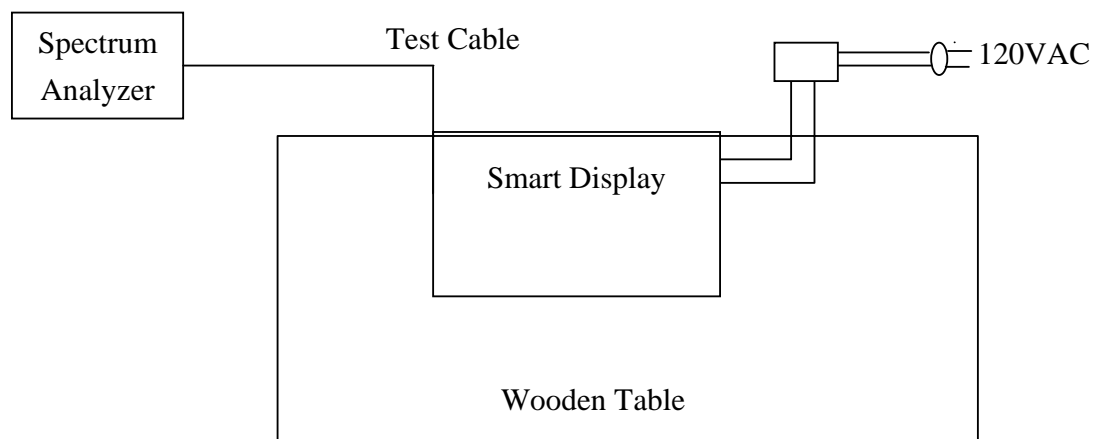 Spectrum
Analyzer
Test Cable
120VAC
Smart Display
Wooden Table